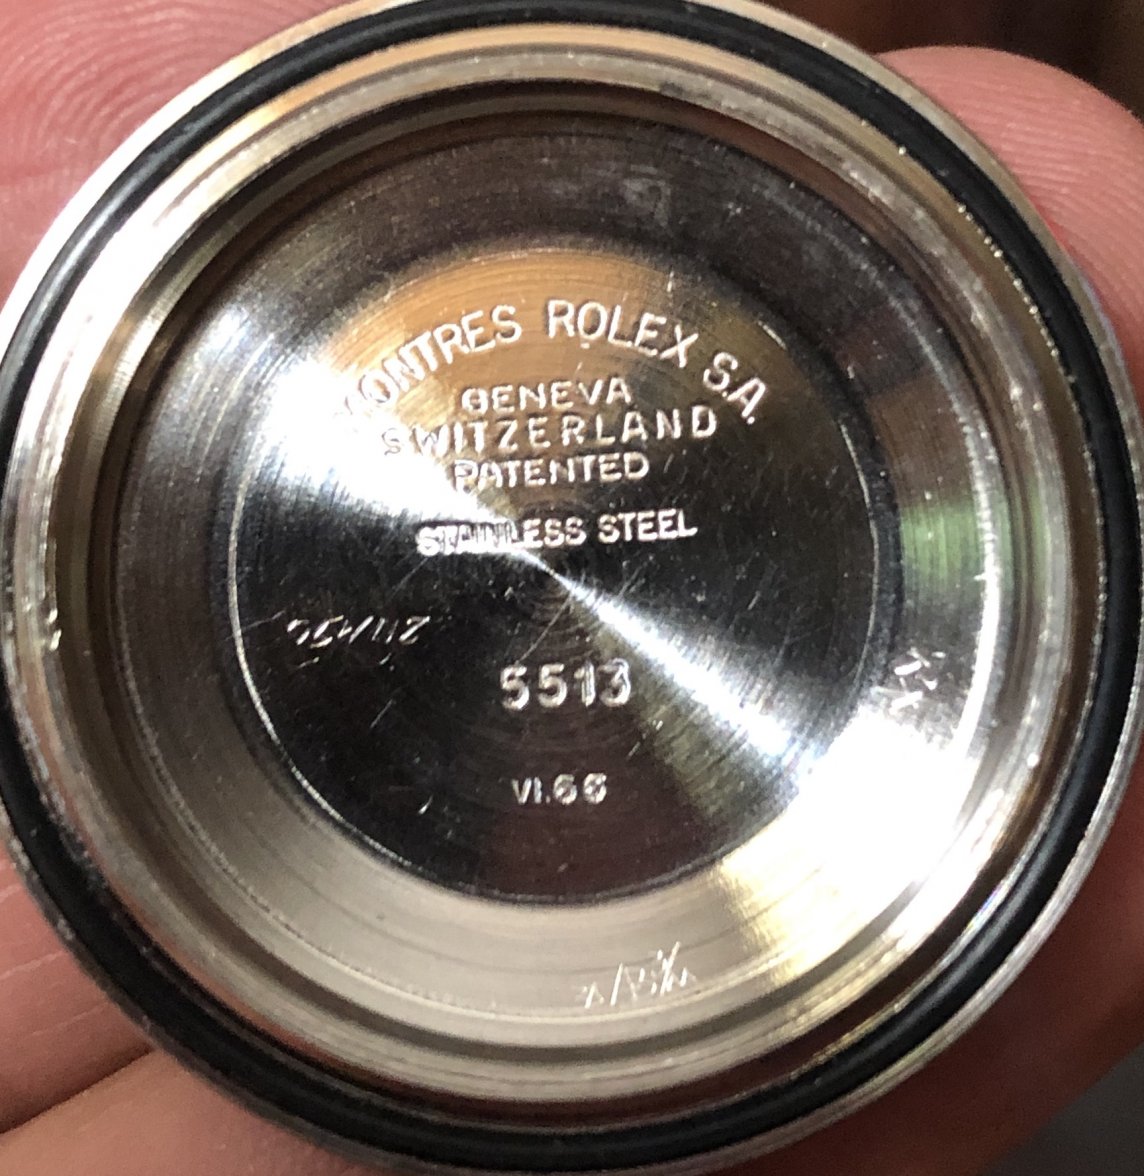 MONTRES ROLEX S.A.
GENEVA
SWITZERLAND
PATENTED
STAINLESS STEEL
5513
VI.66